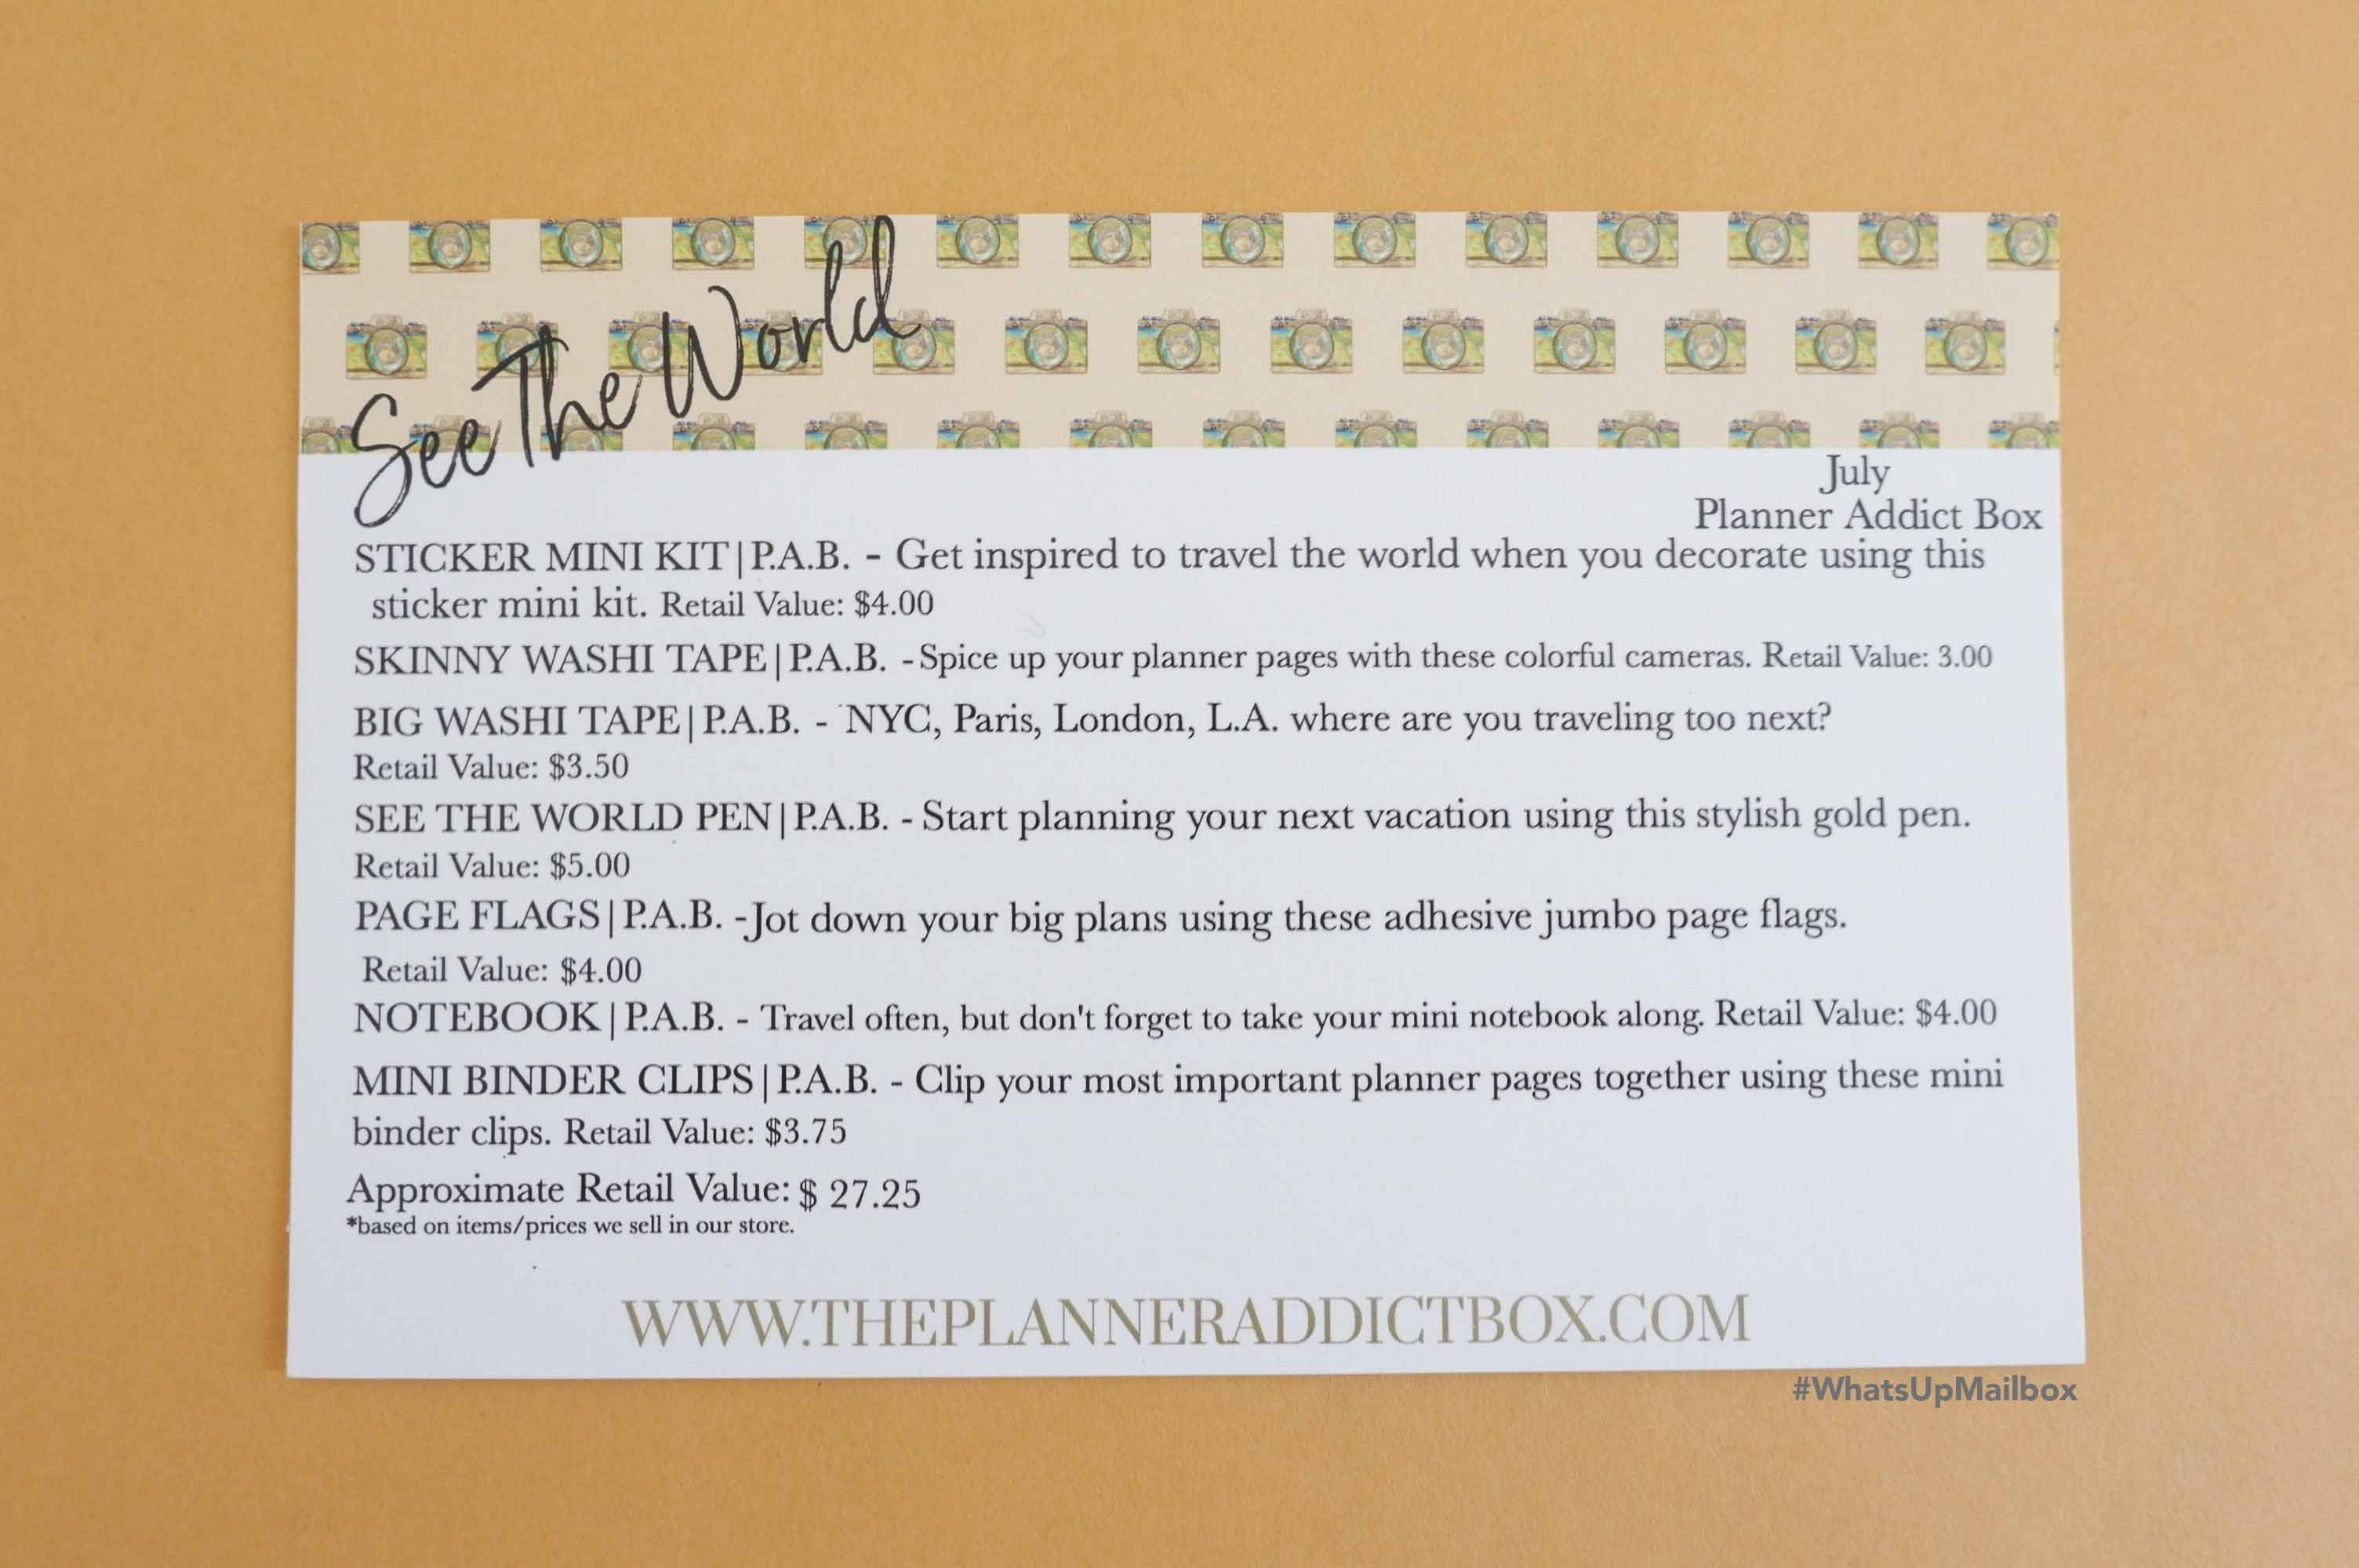 See The World
July
Planner Addict Box
STICKER MINI KIT|P.A.B. - Get inspired to travel the world when you decorate using this
sticker mini kit. Retail Value: $4.00
SKINNY WASHI TAPE|P.A.B. -Spice up your planner pages with these colorful cameras. Retail Value: 3.00
BIG WASHI TAPE|P.A.B. - NYC, Paris, London, L.A. where are you traveling too next?
Retail Value: $3.50
SEE THE WORLD PEN|P.A.B. - Start planning your next vacation using this stylish gold pen.
Retail Value: $5.00
PAGE FLAGS|P.A.B. -Jot down your big plans using these adhesive jumbo page flags.
Retail Value: $4.00
NOTEBOOK|P.A.B. - Travel often, but don't forget to take your mini notebook along. Retail Value: $4.00
MINI BINDER CLIPS|P.A.B. - Clip your most important planner pages together using these mini
binder clips. Retail Value: $3.75
Approximate Retail Value: $ 27.25
*based on items/prices we sell in our store.
WWW.THEPLANNERADDICTBOX.COM
#WhatsUpMailbox